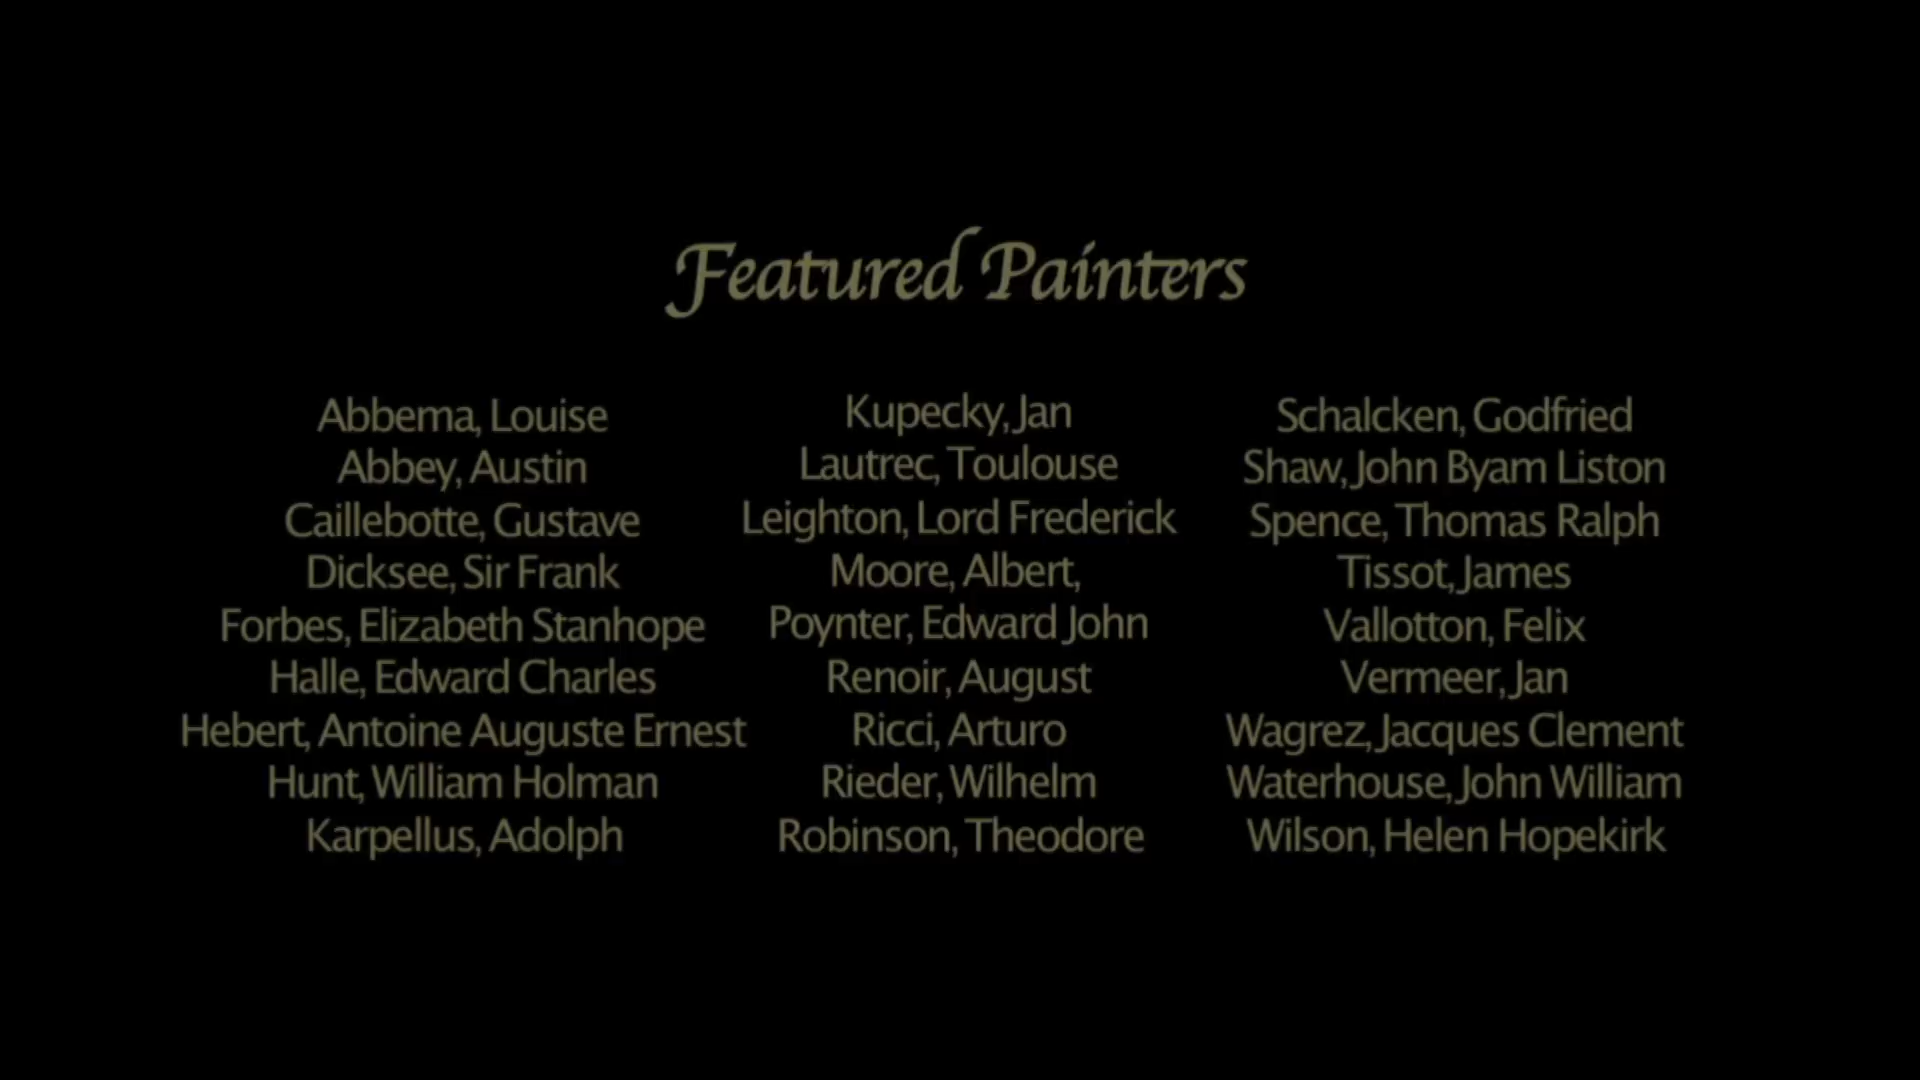 Featured Painters
Abbema, Louise
Abbey, Austin
Caillebotte, Gustave
Dicksee, Sir Frank
Forbes, Elizabeth Stanhope
Halle, Edward Charles
Hebert, Antoine Auguste Ernest
Hunt, William Holman
Karpellus, Adolph
Kupecky, Jan
Lautrec, Toulouse
Leighton, Lord Frederick
Moore, Albert,
Poynter, Edward John
Renoir, August
Ricci, Arturo
Rieder, Wilhelm
Robinson, Theodore
Schalcken, Godfried
Shaw, John Byam Liston
Spence, Thomas Ralph
Tissot, James
Vallotton, Felix
Vermeer, Jan
Wagrez, Jacques Clement
Waterhouse, John William
Wilson, Helen Hopekirk